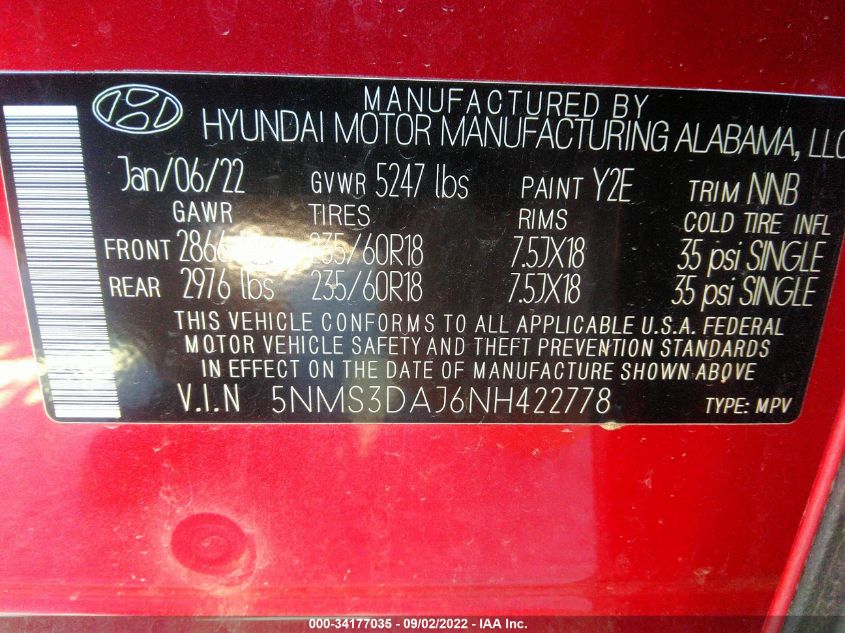 MANUFACTURED BY
HYUNDAI MOTOR MANUFACTURING ALABAMA, LLC
Jan/06/22 GVWR 5247 lbs PAINT Y2E TRIM NNB
GAWR TIRES RIMS COLD TIRE INFL
FRONT 235/60R18 7.5JX18 35 psi SINGLE
REAR 2976 lbs 235/60R18 7.5JX18 35 psi SINGLE
THIS VEHICLE CONFORMS TO ALL APPLICABLE U.S.A. FEDERAL
MOTOR VEHICLE SAFETY AND THEFT PREVENTION STANDARDS
IN EFFECT ON THE DATE OF MANUFACTURE SHOWN ABOVE
V.I.N 5NMS3DAJ6NH422778 TYPE: MPV
000-34177035 - 09/02/2022 - IAA Inc.